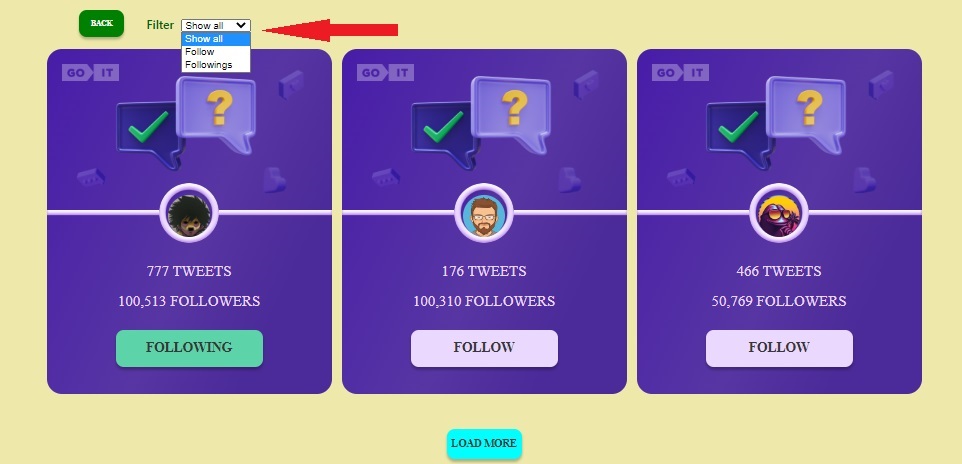 BACK
Filter
Show all
Show all
Follow
Followings
GO IT
?
777 TWEETS
100,513 FOLLOWERS
FOLLOWING
GO IT
?
176 TWEETS
100,310 FOLLOWERS
FOLLOW
GO IT
?
466 TWEETS
50,769 FOLLOWERS
FOLLOW
LOAD MORE